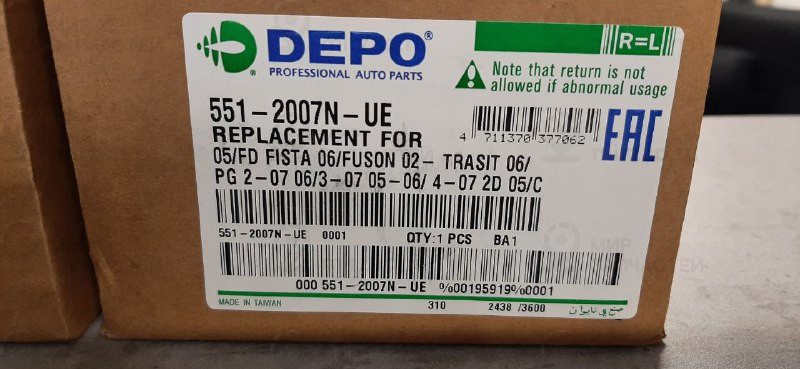 DEPO®
PROFESSIONAL AUTO PARTS
R=L
Note that return is not
allowed if abnormal usage
551-2007N-UE
REPLACEMENT FOR
05/FD FISTA 06/FUSON 02- TRASIT 06/
PG 2-07 06/3-07 05-06/ 4-07 2D 05/C
4 711370 377062
EAC
551-2007N-UE 0001 QTY:1 PCS BA1
000 551-2007N-UE %00195919%0001
MADE IN TAIWAN 310 2438 /3600
МИР